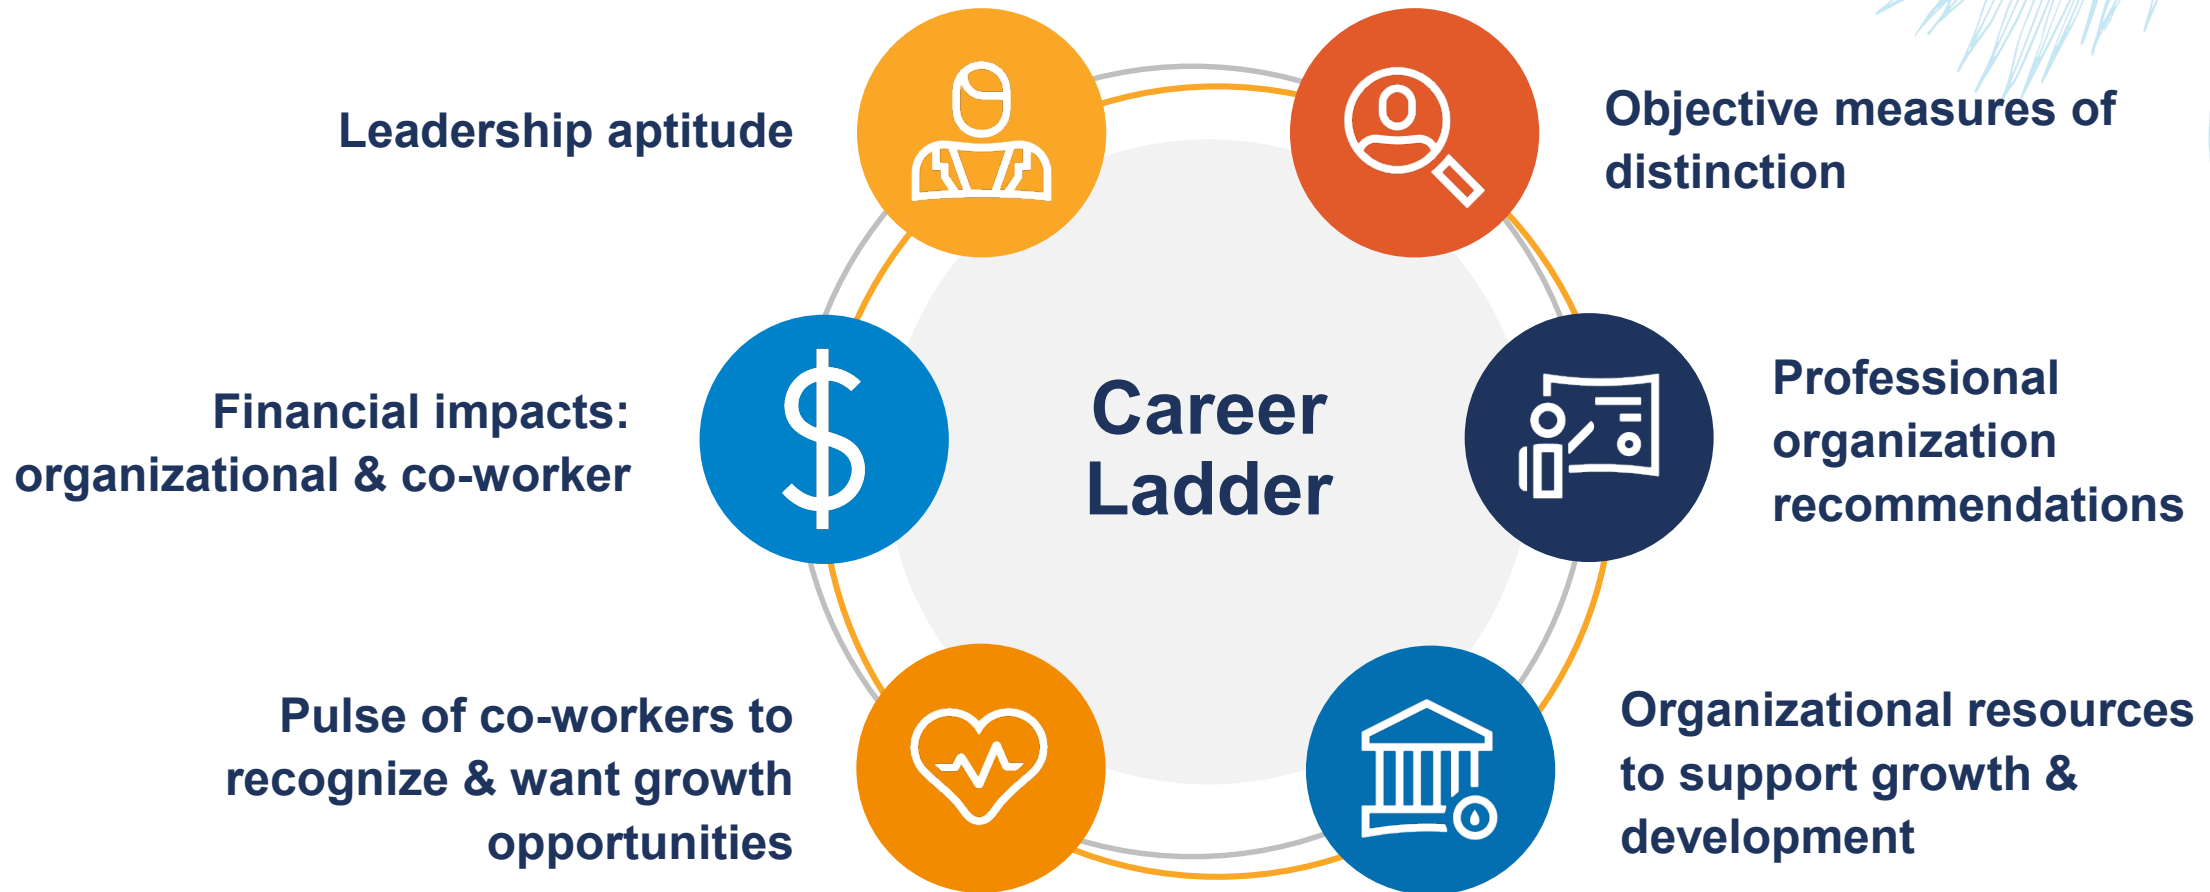 Leadership aptitude
Objective measures of
distinction
Financial impacts:
organizational & co-worker
Career
Ladder
Professional
organization
recommendations
Pulse of co-workers to
recognize & want growth
opportunities
Organizational resources
to support growth &
development